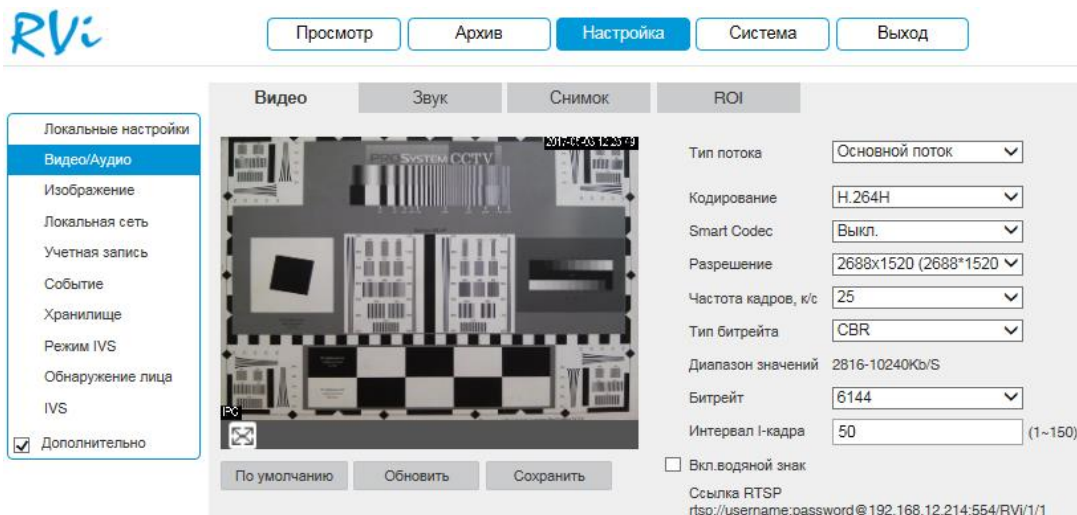 RVi
Просмотр
Архив
Настройка
Система
Выход
Видео
Звук
Снимок
ROI
Локальные настройки
Видео/Аудио
Изображение
Локальная сеть
Учетная запись
Событие
Хранилище
Режим IVS
Обнаружение лица
IVS
Дополнительно
SYSTEM CCTV
IPC
По умолчанию
Обновить
Сохранить
Тип потока
Основной поток
Кодирование
H.264H
Smart Codec
Выкл.
Разрешение
2688x1520 (2688*1520
Частота кадров, к/с
25
Тип битрейта
CBR
Диапазон значений
2816-10240Kb/S
Битрейт
6144
Интервал I-кадра
50
(1~150)
Вкл.водяной знак
Ссылка RTSP
rtsp://username:password@192.168.12.214:554/RVi/1/1